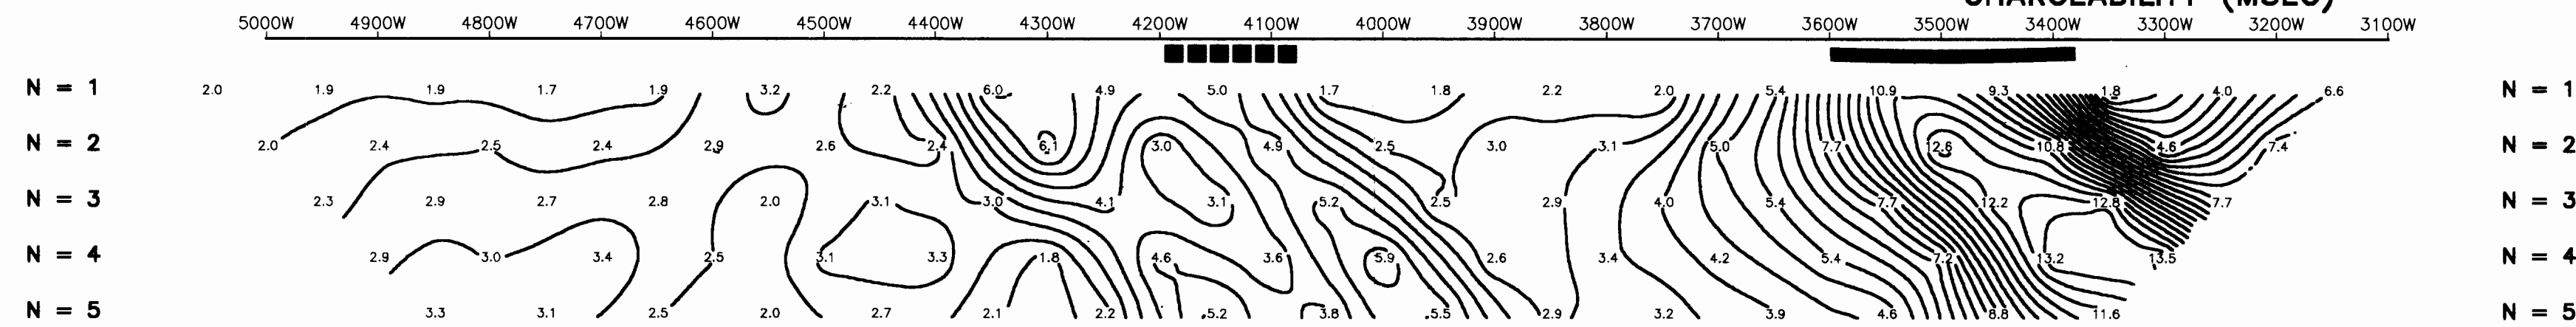 CHARGEABILITY (MSEC)
5000W 4900W 4800W 4700W 4600W 4500W 4400W 4300W 4200W 4100W 4000W 3900W 3800W 3700W 3600W 3500W 3400W 3300W 3200W 3100W
N = 1 2.0 1.9 1.9 1.7 1.9 3.2 2.2 6.0 4.9 5.0 1.7 1.8 2.2 2.0 5.4 10.9 9.3 1.8 4.0 6.6 N = 1
N = 2 2.0 2.4 2.5 2.4 2.9 2.6 2.4 6.1 3.0 4.9 2.5 3.0 3.1 5.0 7.7 12.6 10.8 4.6 7.4 N = 2
N = 3 2.3 2.9 2.7 2.8 2.0 3.1 3.0 4.1 3.1 5.2 2.5 2.9 4.0 5.4 7.7 12.2 12.8 7.7 N = 3
N = 4 2.9 3.0 3.4 2.5 3.1 3.3 1.8 4.6 3.6 5.9 2.6 3.4 4.2 5.4 7.2 13.2 13.5 N = 4
N = 5 3.3 3.1 2.5 2.0 2.7 2.1 2.2 5.2 3.8 5.5 2.9 3.2 3.9 4.6 8.8 11.6 N = 5